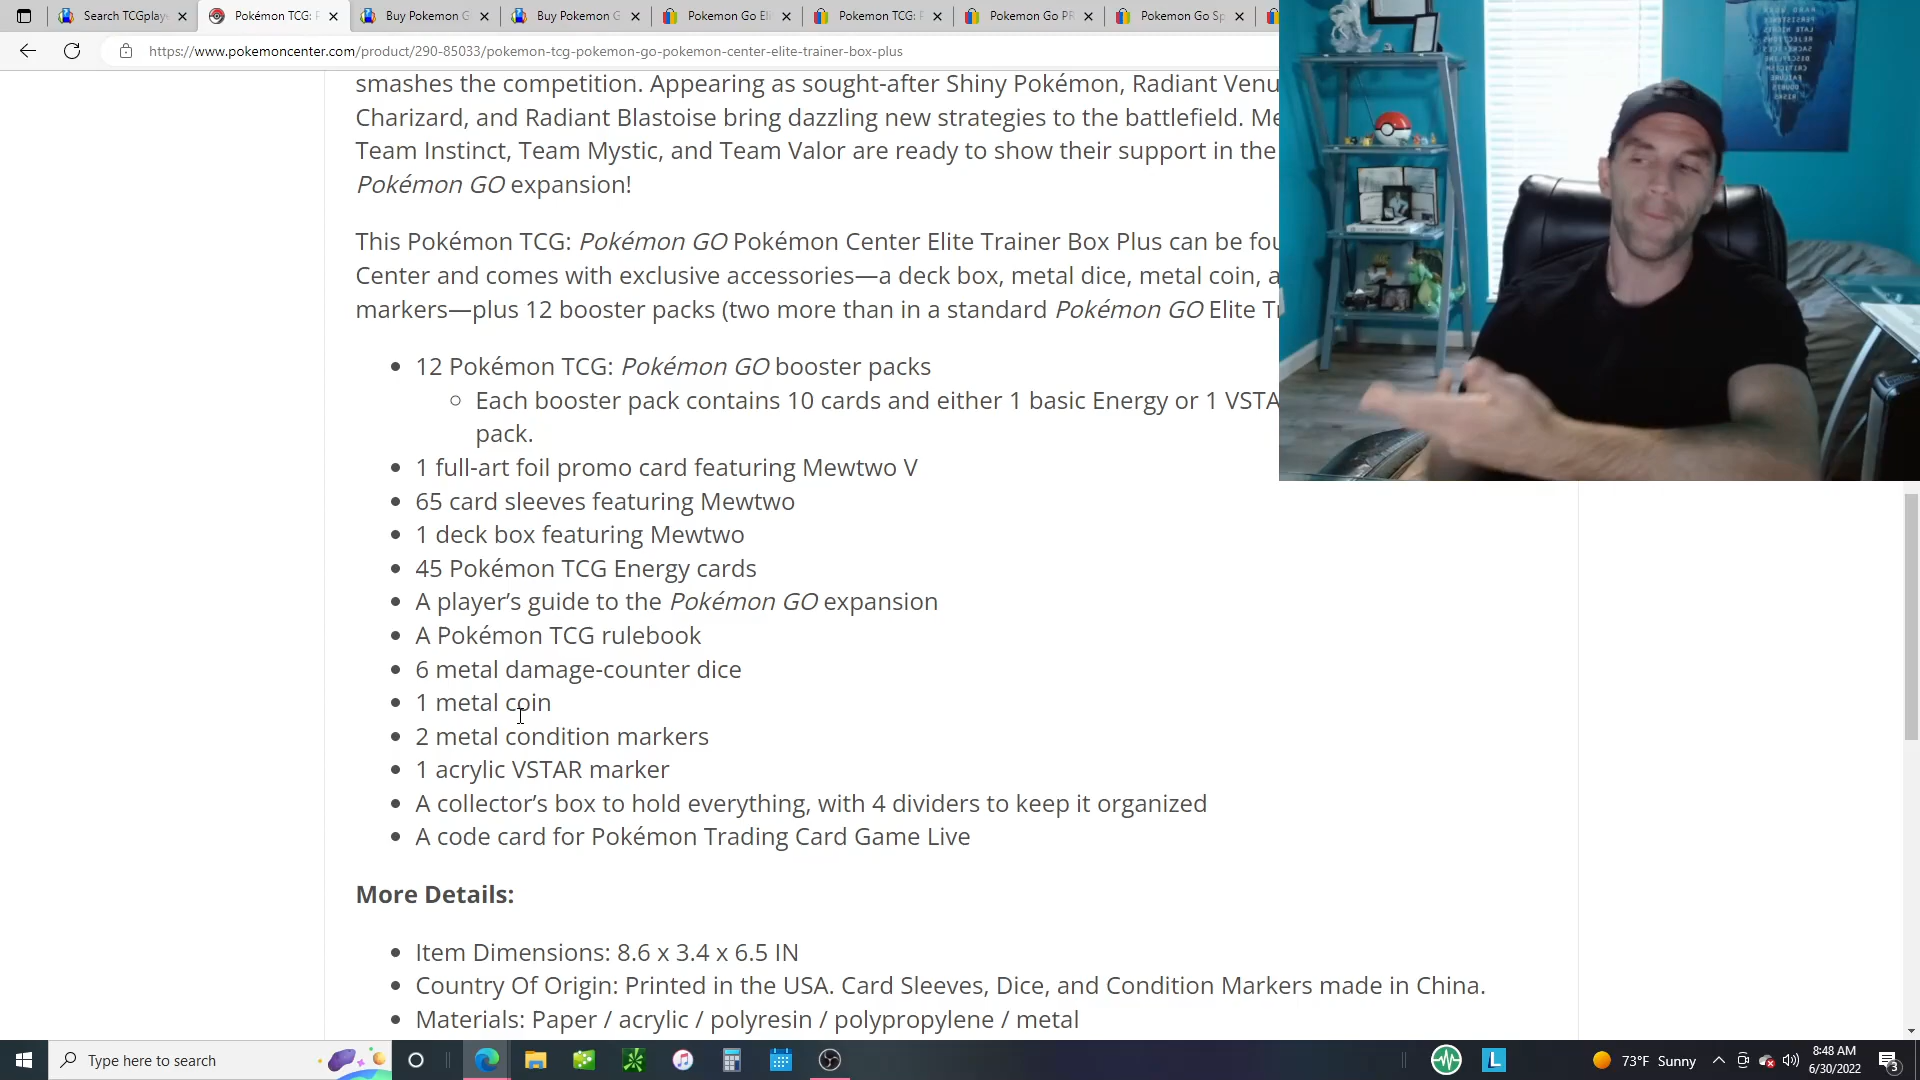 Search TCGplay
Pokémon TCG: P
Buy Pokemon G
Buy Pokemon G
Pokemon Go Eli
Pokemon TCG: P
Pokemon Go PR
Pokemon Go Sp
https://www.pokemoncenter.com/product/290-85033/pokemon-tcg-pokemon-go-pokemon-center-elite-trainer-box-plus
smashes the competition. Appearing as sought-after Shiny Pokémon, Radiant Venu
Charizard, and Radiant Blastoise bring dazzling new strategies to the battlefield. Me
Team Instinct, Team Mystic, and Team Valor are ready to show their support in the
Pokémon GO expansion!
This Pokémon TCG: Pokémon GO Pokémon Center Elite Trainer Box Plus can be fou
Center and comes with exclusive accessories—a deck box, metal dice, metal coin, a
markers—plus 12 booster packs (two more than in a standard Pokémon GO Elite Tr
12 Pokémon TCG: Pokémon GO booster packs
Each booster pack contains 10 cards and either 1 basic Energy or 1 VSTA
pack.
1 full-art foil promo card featuring Mewtwo V
65 card sleeves featuring Mewtwo
1 deck box featuring Mewtwo
45 Pokémon TCG Energy cards
A player’s guide to the Pokémon GO expansion
A Pokémon TCG rulebook
6 metal damage-counter dice
1 metal coin
2 metal condition markers
1 acrylic VSTAR marker
A collector’s box to hold everything, with 4 dividers to keep it organized
A code card for Pokémon Trading Card Game Live
More Details:
Item Dimensions: 8.6 x 3.4 x 6.5 IN
Country Of Origin: Printed in the USA. Card Sleeves, Dice, and Condition Markers made in China.
Materials: Paper / acrylic / polyresin / polypropylene / metal
Type here to search
L
73°F Sunny
8:48 AM
6/30/2022
3